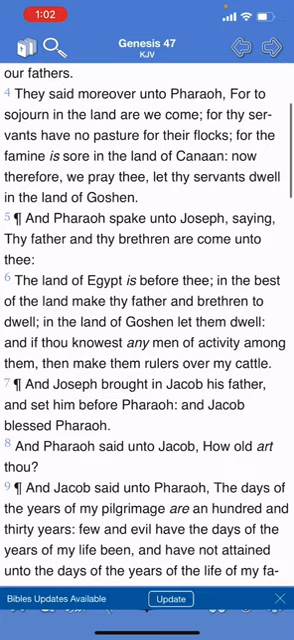 1:02
Genesis 47
KJV
our fathers.
4 They said moreover unto Pharaoh, For to
sojourn in the land are we come; for thy ser-
vants have no pasture for their flocks; for the
famine is sore in the land of Canaan: now
therefore, we pray thee, let thy servants dwell
in the land of Goshen.
5 ¶ And Pharaoh spake unto Joseph, saying,
Thy father and thy brethren are come unto
thee:
6 The land of Egypt is before thee; in the best
of the land make thy father and brethren to
dwell; in the land of Goshen let them dwell:
and if thou knowest any men of activity among
them, then make them rulers over my cattle.
7 ¶ And Joseph brought in Jacob his father,
and set him before Pharaoh: and Jacob
blessed Pharaoh.
8 And Pharaoh said unto Jacob, How old art
thou?
9 ¶ And Jacob said unto Pharaoh, The days of
the years of my pilgrimage are an hundred and
thirty years: few and evil have the days of the
years of my life been, and have not attained
unto the days of the years of the life of my fa-
Bibles Updates Available
Update